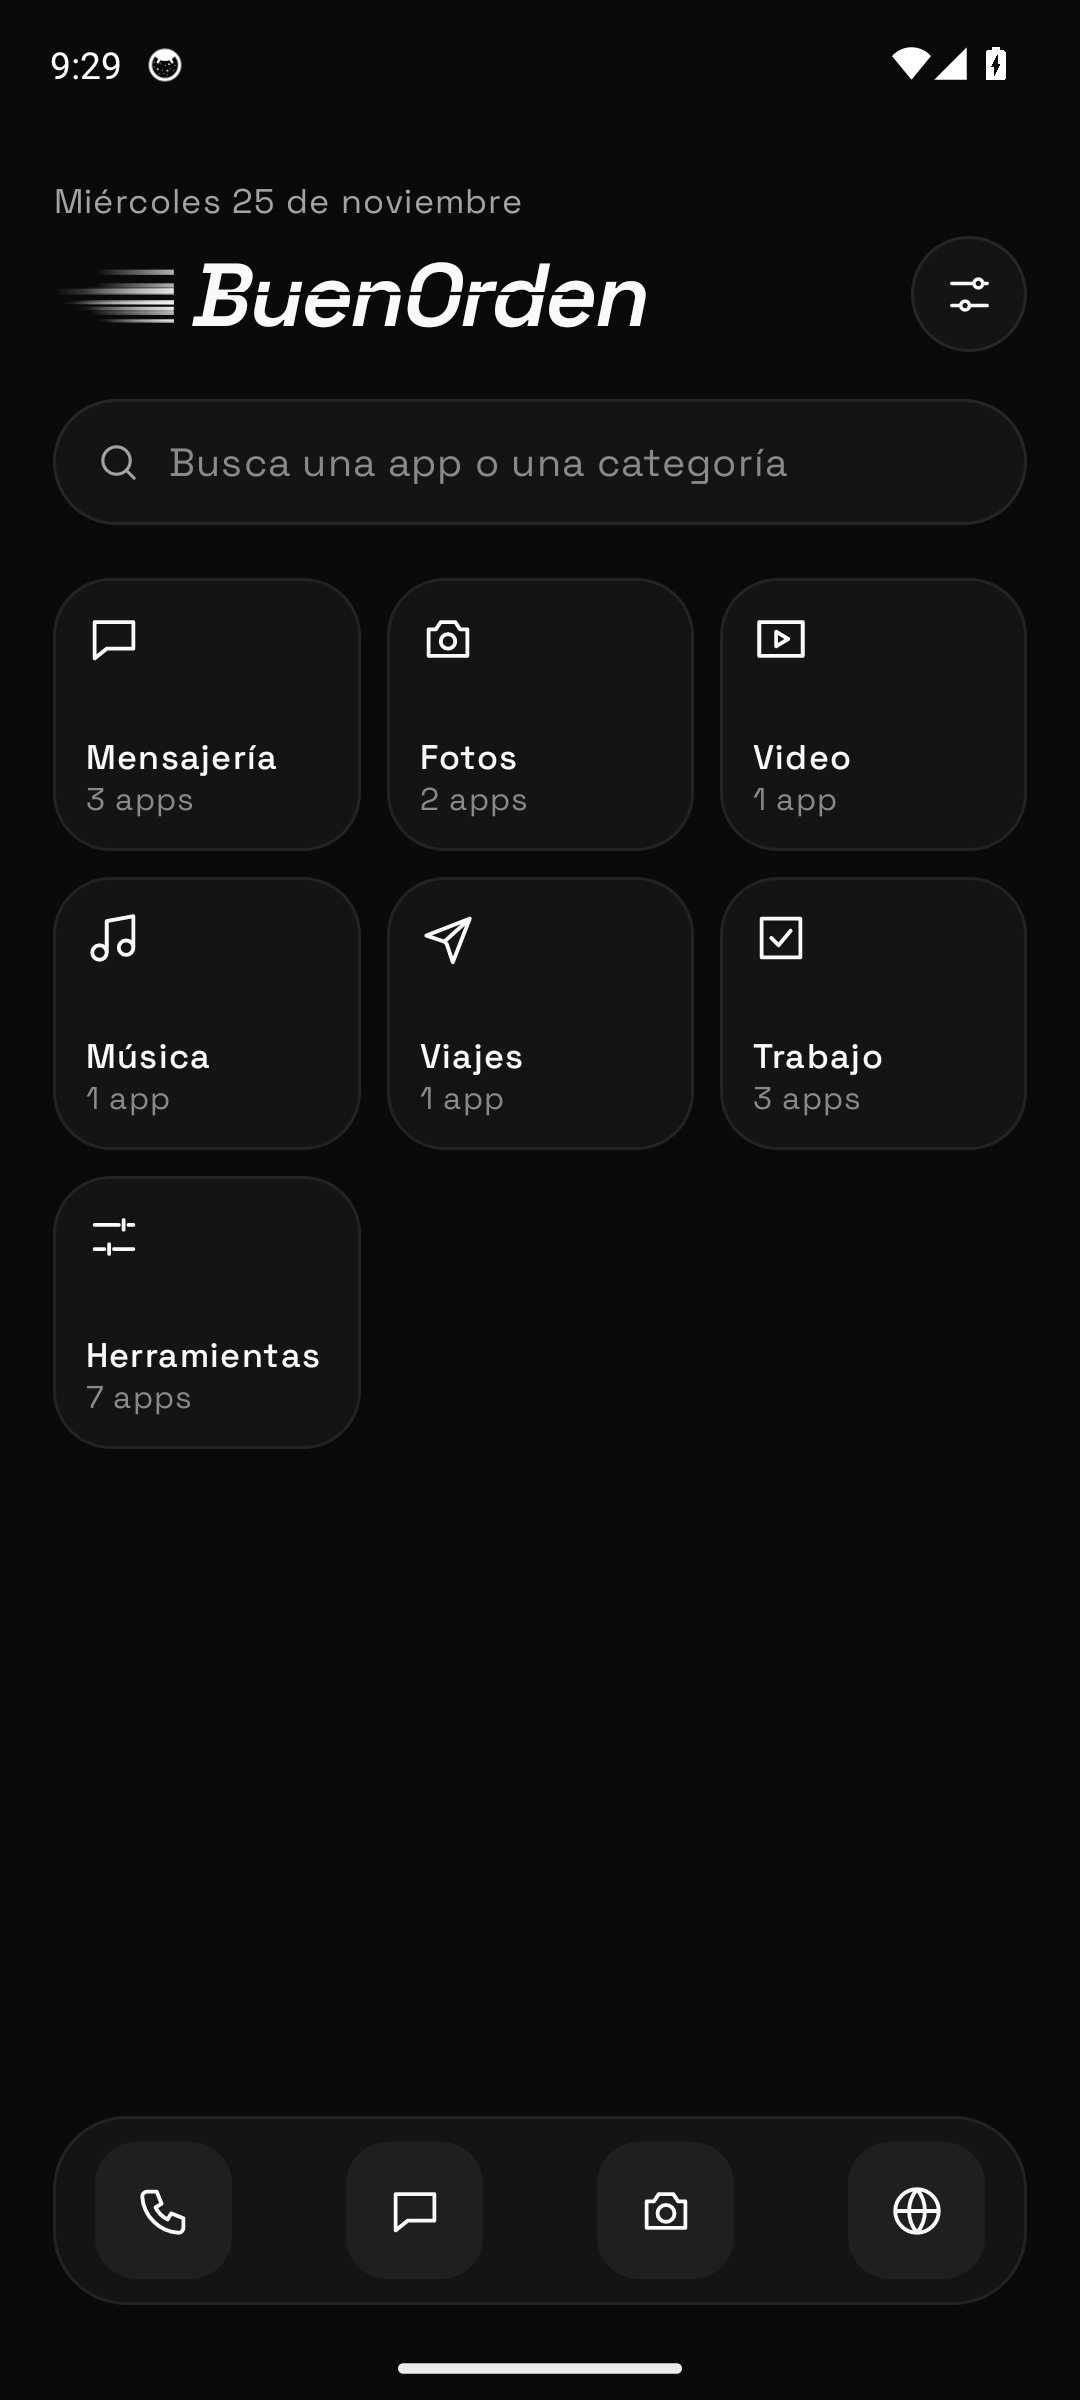 9:29
Miércoles 25 de noviembre
BuenOrden
Busca una app o una categoría
Mensajería
3 apps
Fotos
2 apps
Video
1 app
Música
1 app
Viajes
1 app
Trabajo
3 apps
Herramientas
7 apps